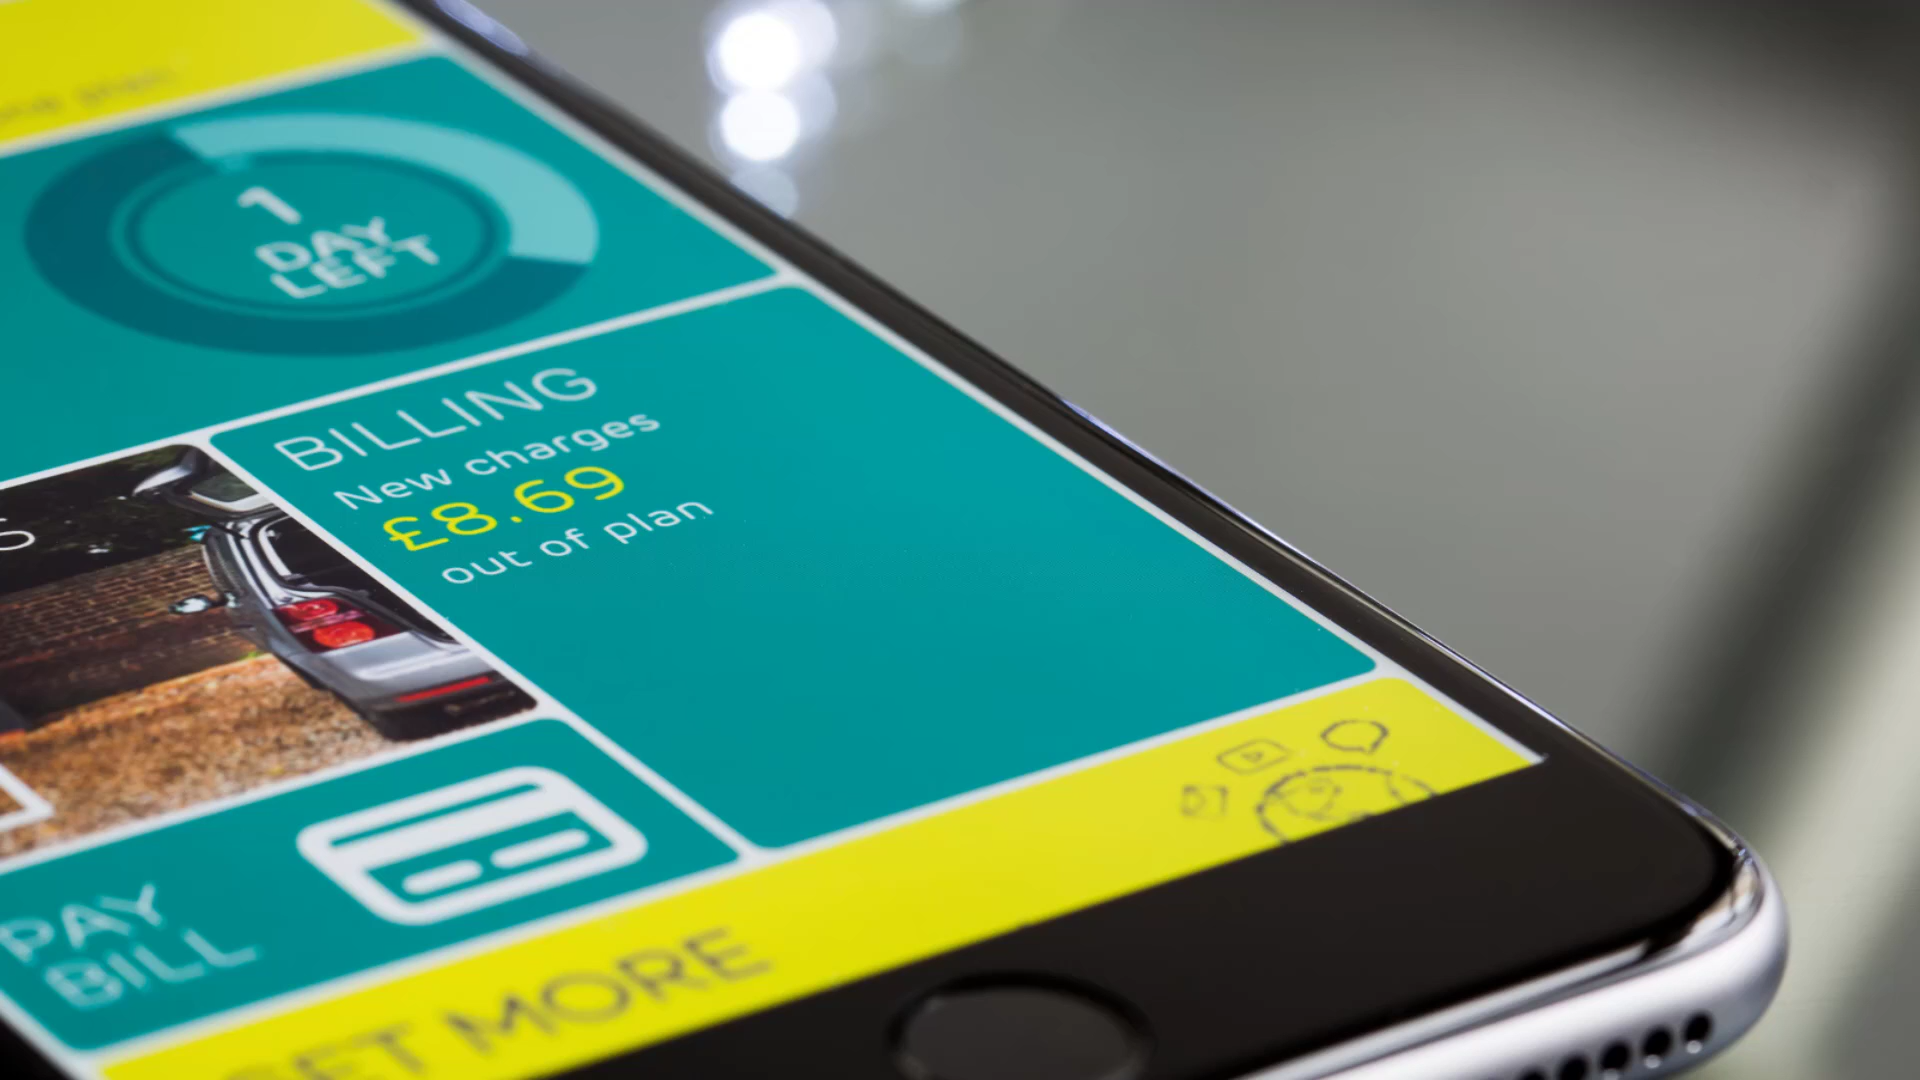 1
DAY
LEFT
BILLING
New charges
£8.69
out of plan
S
PAY
BILL
GET MORE